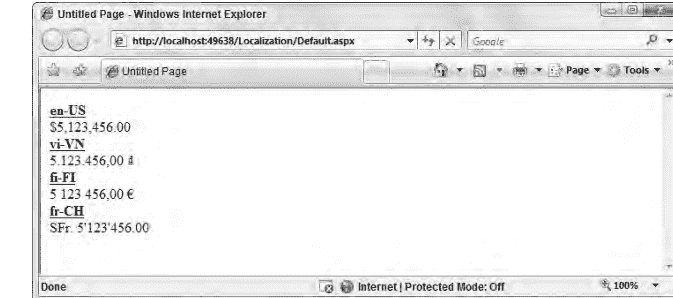 Untitled Page - Windows Internet Explorer
http://localhost:49638/Localization/Default.aspx
Google
Untitled Page
Page
Tools
en-US
$5,123,456.00
vi-VN
5.123.456,00 ₫
fi-FI
5 123 456,00 €
fr-CH
SFr. 5'123'456.00
Done
Internet | Protected Mode: Off
100%